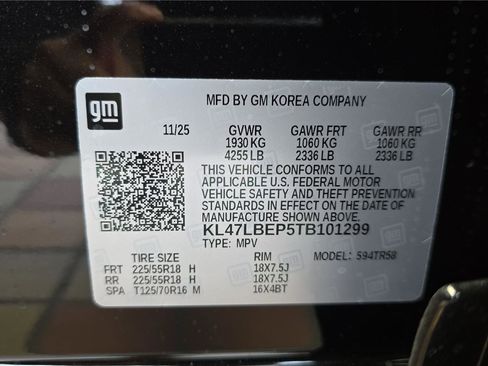 gm
MFD BY GM KOREA COMPANY
11/25 GVWR GAWR FRT GAWR RR
1930 KG 1060 KG 1060 KG
4255 LB 2336 LB 2336 LB
THIS VEHICLE CONFORMS TO ALL
APPLICABLE U.S. FEDERAL MOTOR
VEHICLE SAFETY AND THEFT PREVENTION
STANDARDS IN EFFECT ON THE DATE OF
MANUFACTURE SHOWN ABOVE.
KL47LBEP5TB101299
TYPE: MPV MODEL: 594TR58
TIRE SIZE RIM
FRT 225/55R18 H 18X7.5J
RR 225/55R18 H 18X7.5J
SPA T125/70R16 M 16X4BT